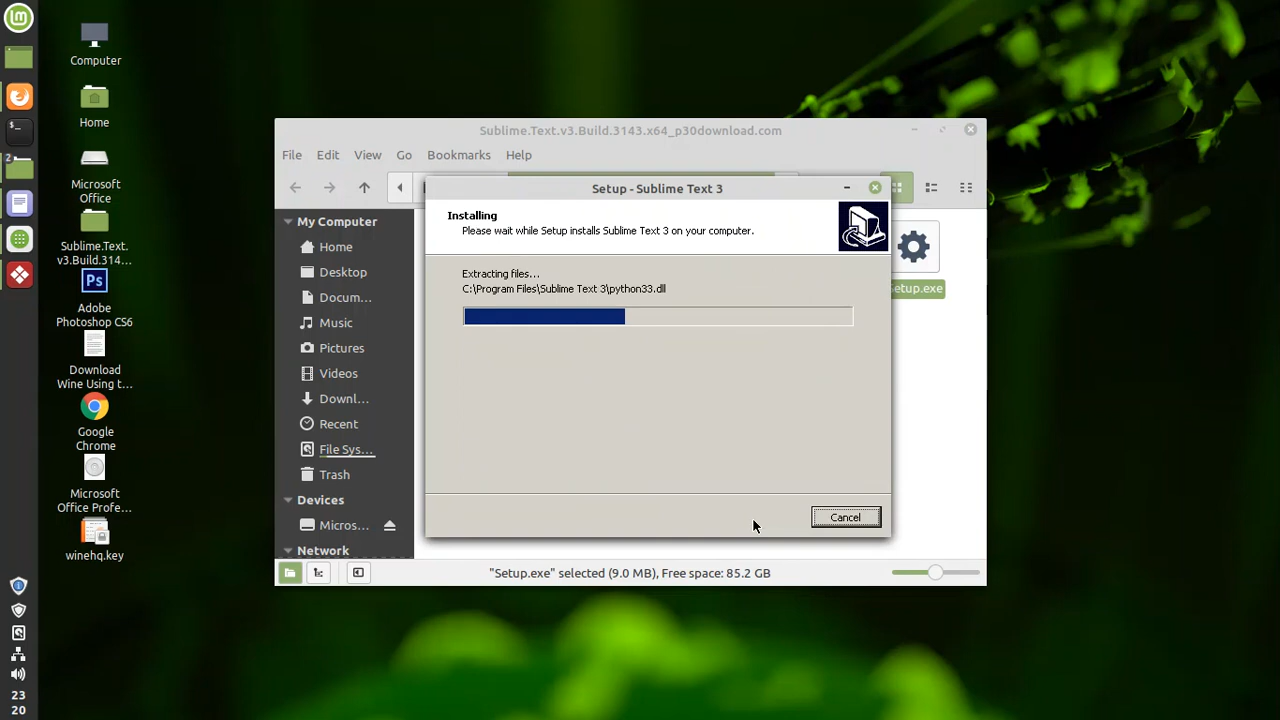 Computer
Home
Microsoft
Office
Sublime.Text.
v3.Build.314...
Ps
Adobe
Photoshop CS6
Download
Wine Using t...
Google
Chrome
Microsoft
Office Profe...
winehq.key
23
20
2
Sublime.Text.v3.Build.3143.x64_p30download.com
File Edit View Go Bookmarks Help
My Computer
Home
Desktop
Docum...
Music
Pictures
Videos
Downl...
Recent
File Sys...
Trash
Devices
Micros...
Network
Setup - Sublime Text 3
Installing
Please wait while Setup installs Sublime Text 3 on your computer.
Extracting files...
C:\Program Files\Sublime Text 3\python33.dll
Cancel
etup.exe
"Setup.exe" selected (9.0 MB), Free space: 85.2 GB